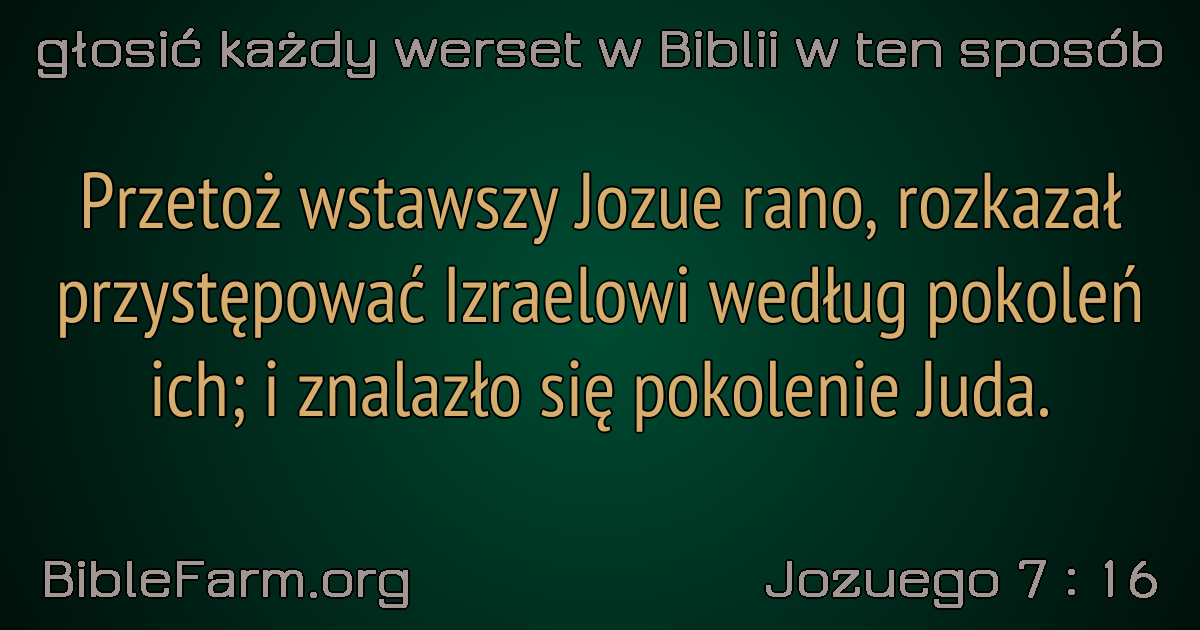 głosić każdy werset w Biblii w ten sposób
Przetoż wstawszy Jozue rano, rozkazał
przystępować Izraelowi według pokoleń
ich; i znalazło się pokolenie Juda.
BibleFarm.org
Jozuego 7 : 16